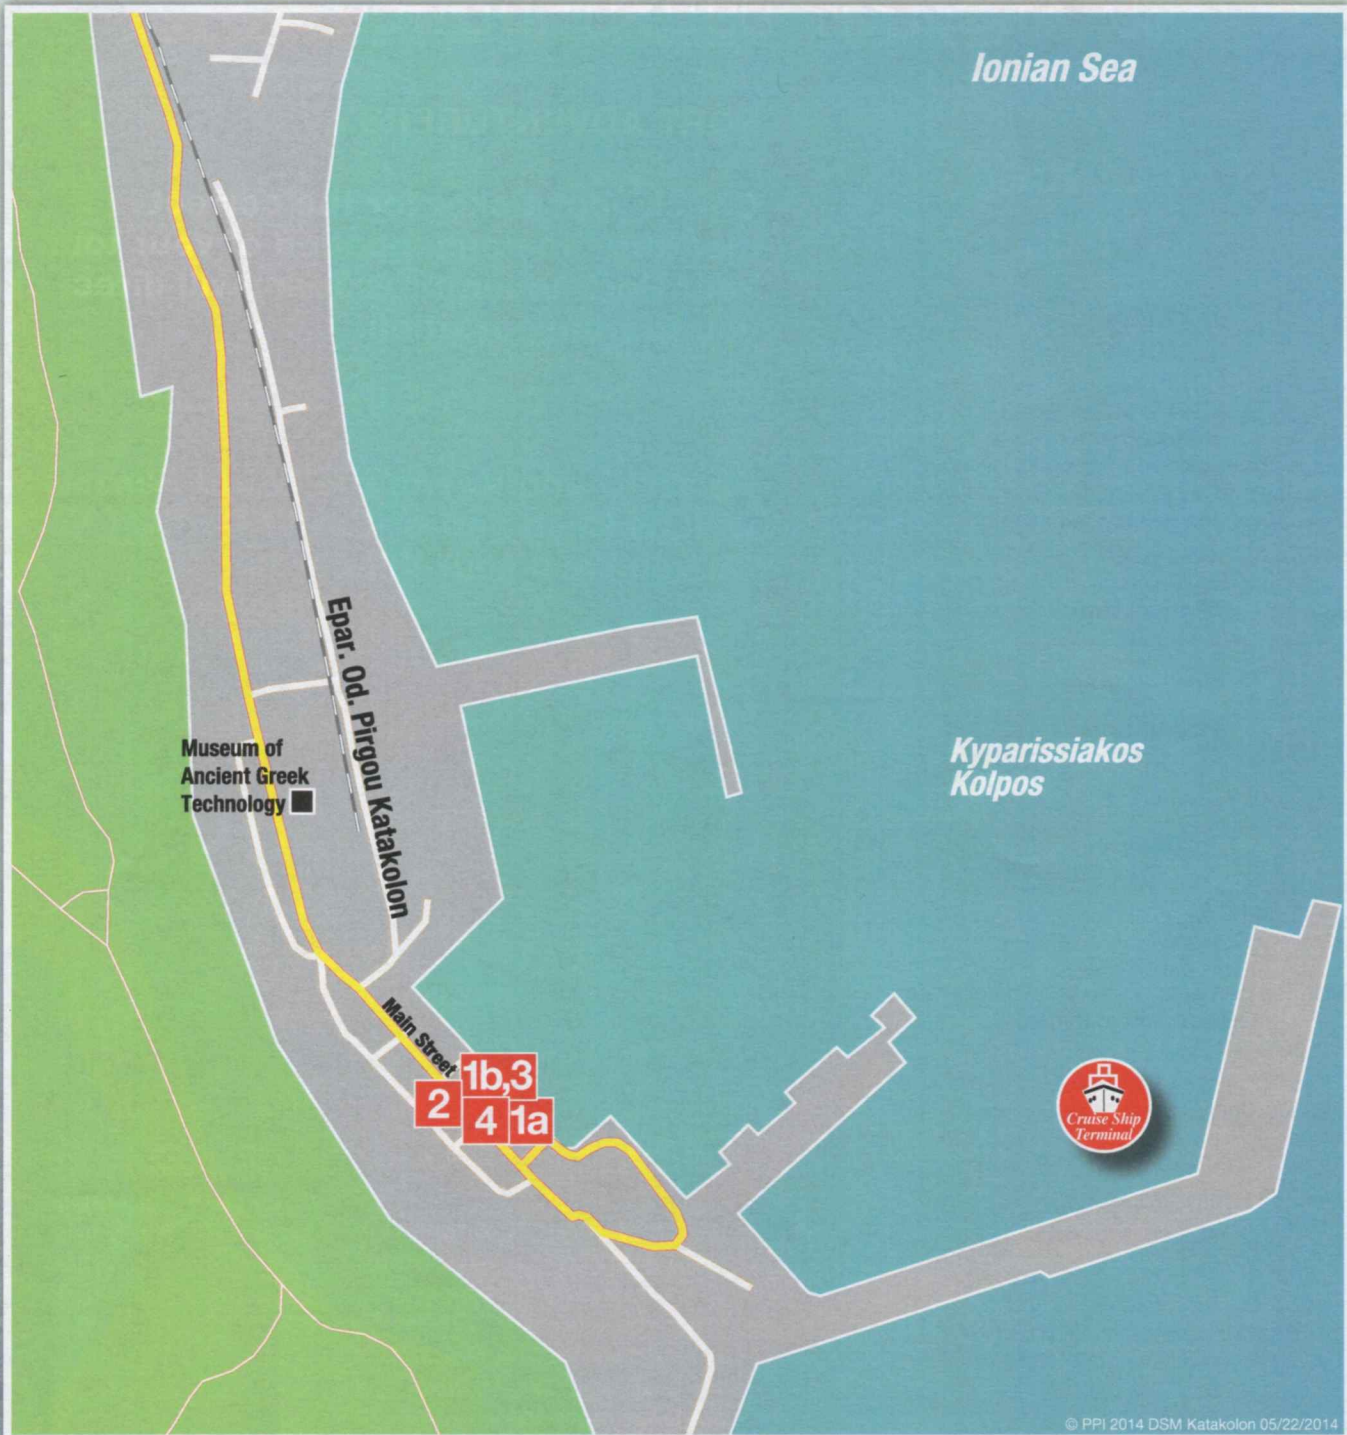 Ionian Sea
Epar. Od. Pirgou Katakolon
Museum of
Ancient Greek
Technology
Kyparissiakos
Kolpos
Main Street
1b,3
2
4
1a
Cruise Ship
Terminal
© PPI 2014 DSM Katakolon 05/22/2014